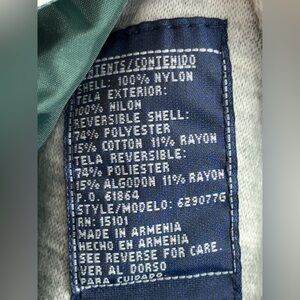 CONTENTS/CONTENIDO
SHELL: 100% NYLON
TELA EXTERIOR:
100% NILON
REVERSIBLE SHELL:
74% POLYESTER
15% COTTON 11% RAYON
TELA REVERSIBLE:
74% POLIESTER
15% ALGODON 11% RAYON
P.O. 61864
STYLE/MODELO: 629077G
RN: 15101
MADE IN ARMENIA
HECHO EN ARMENIA
SEE REVERSE FOR CARE.
VER AL DORSO
PARA CUIDADO.